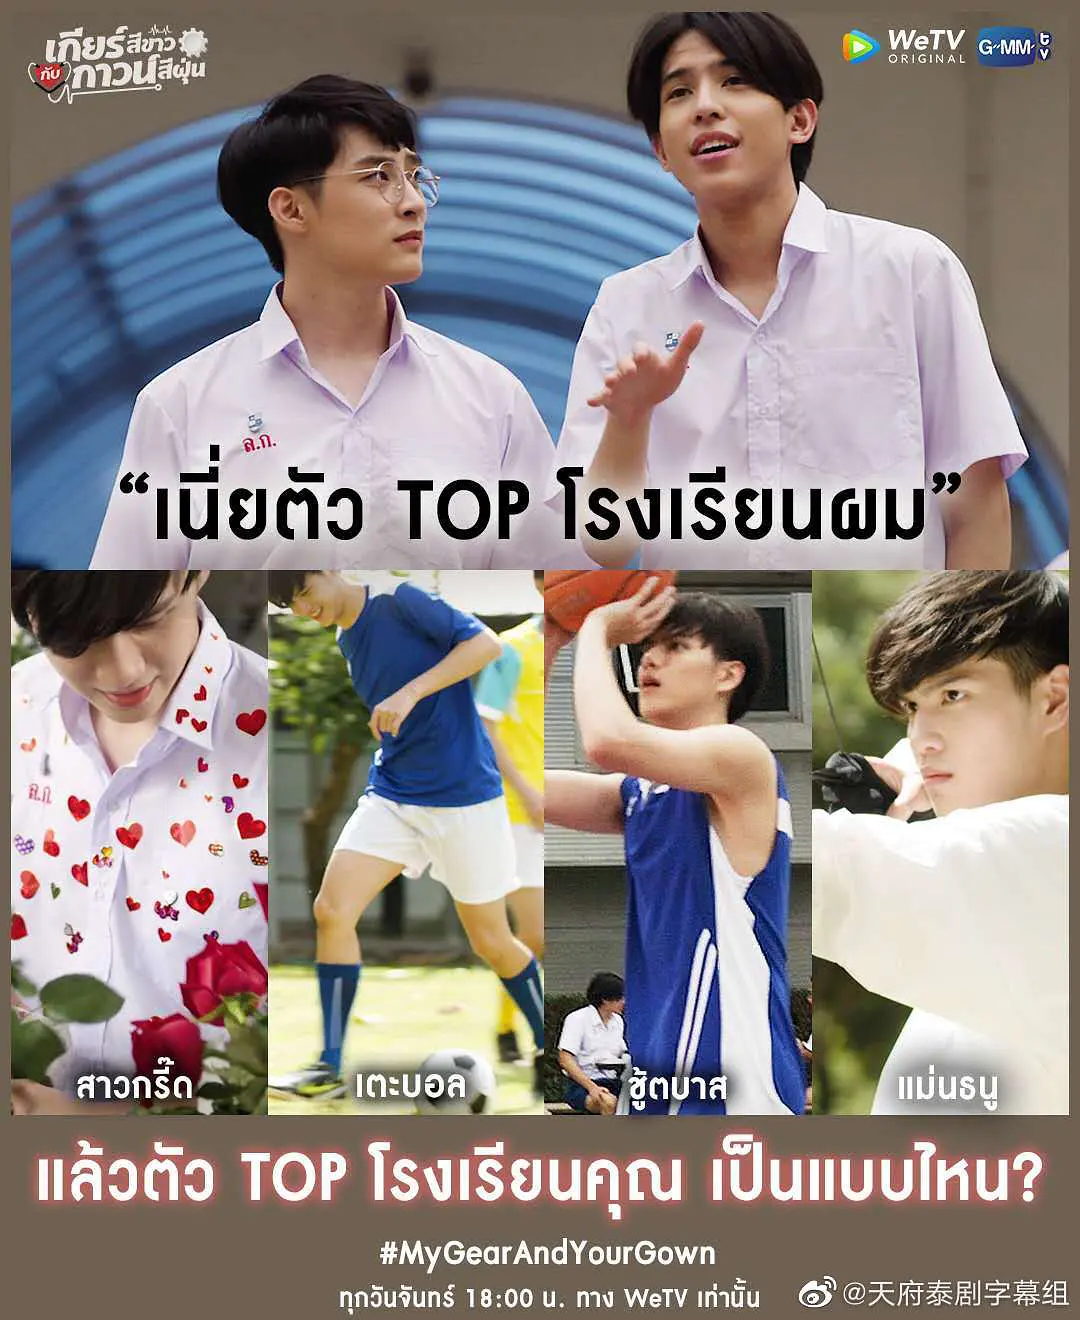 เกียร์สีขาว
กับ
กาวน์สีฝุ่น
WeTV
ORIGINAL
G-MM-TV
ล.ก.
“เนี่ยตัว TOP โรงเรียนผม”
ล.ก.
สาวกรี๊ด
เตะบอล
ชู้ตบาส
แม่นธนู
แล้วตัว TOP โรงเรียนคุณ เป็นแบบไหน?
#MyGearAndYourGown
ทุกวันจันทร์ 18:00 น. ทาง WeTV เท่านั้น
@天府泰剧字幕组